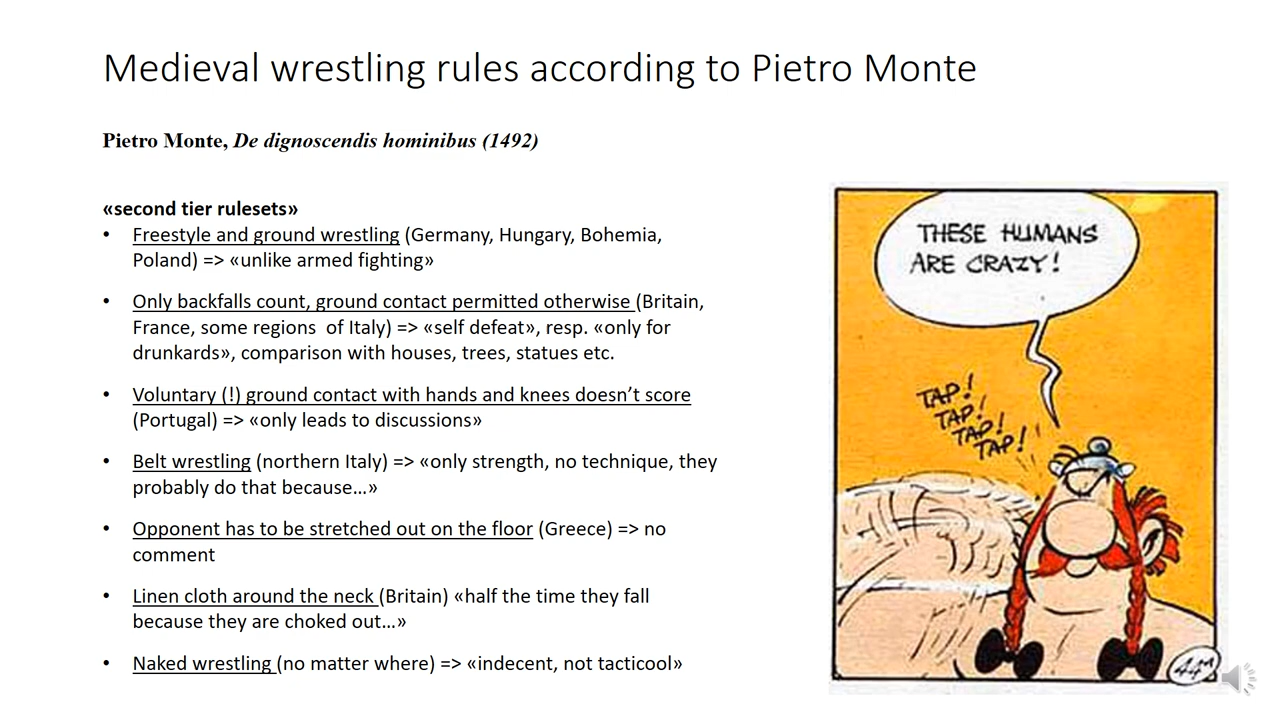 Medieval wrestling rules according to Pietro Monte
Pietro Monte, De dignoscendis hominibus (1492)
«second tier rulesets»
• Freestyle and ground wrestling (Germany, Hungary, Bohemia,
Poland) => «unlike armed fighting»
• Only backfalls count, ground contact permitted otherwise (Britain,
France, some regions  of Italy) => «self defeat», resp. «only for
drunkards», comparison with houses, trees, statues etc.
• Voluntary (!) ground contact with hands and knees doesn’t score
(Portugal) => «only leads to discussions»
• Belt wrestling (northern Italy) => «only strength, no technique, they
probably do that because…»
• Opponent has to be stretched out on the floor (Greece) => no
comment
• Linen cloth around the neck (Britain) «half the time they fall
because they are choked out…»
• Naked wrestling (no matter where) => «indecent, not tacticool»
THESE HUMANS
ARE CRAZY!
TAP!
TAP!
TAP!
TAP!
44A